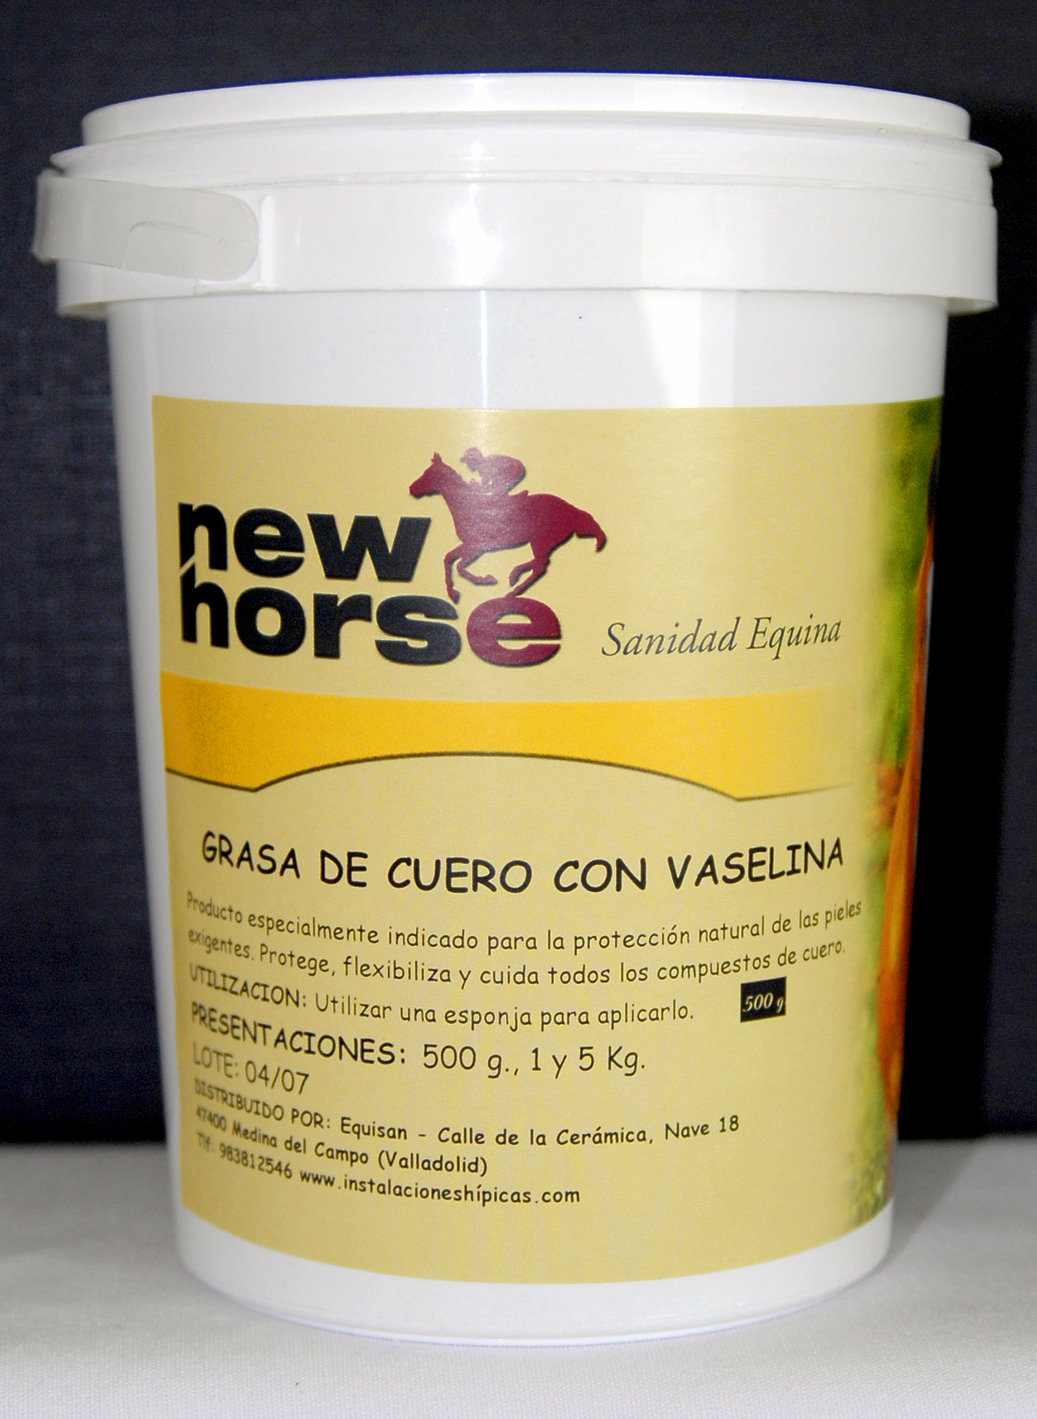 new
horse
Sanidad Equina
GRASA DE CUERO CON VASELINA
Producto especialmente indicado para la protección natural de las pieles
exigentes. Protege, flexibiliza y cuida todos los compuestos de cuero.
UTILIZACION: Utilizar una esponja para aplicarlo.
500 g
PRESENTACIONES: 500 g., 1 y 5 Kg.
LOTE: 04/07
DISTRIBUIDO POR: Equisan - Calle de la Cerámica, Nave 18
47400 Medina del Campo (Valladolid)
Tlf. 983812546 www.instalacioneshípicas.com